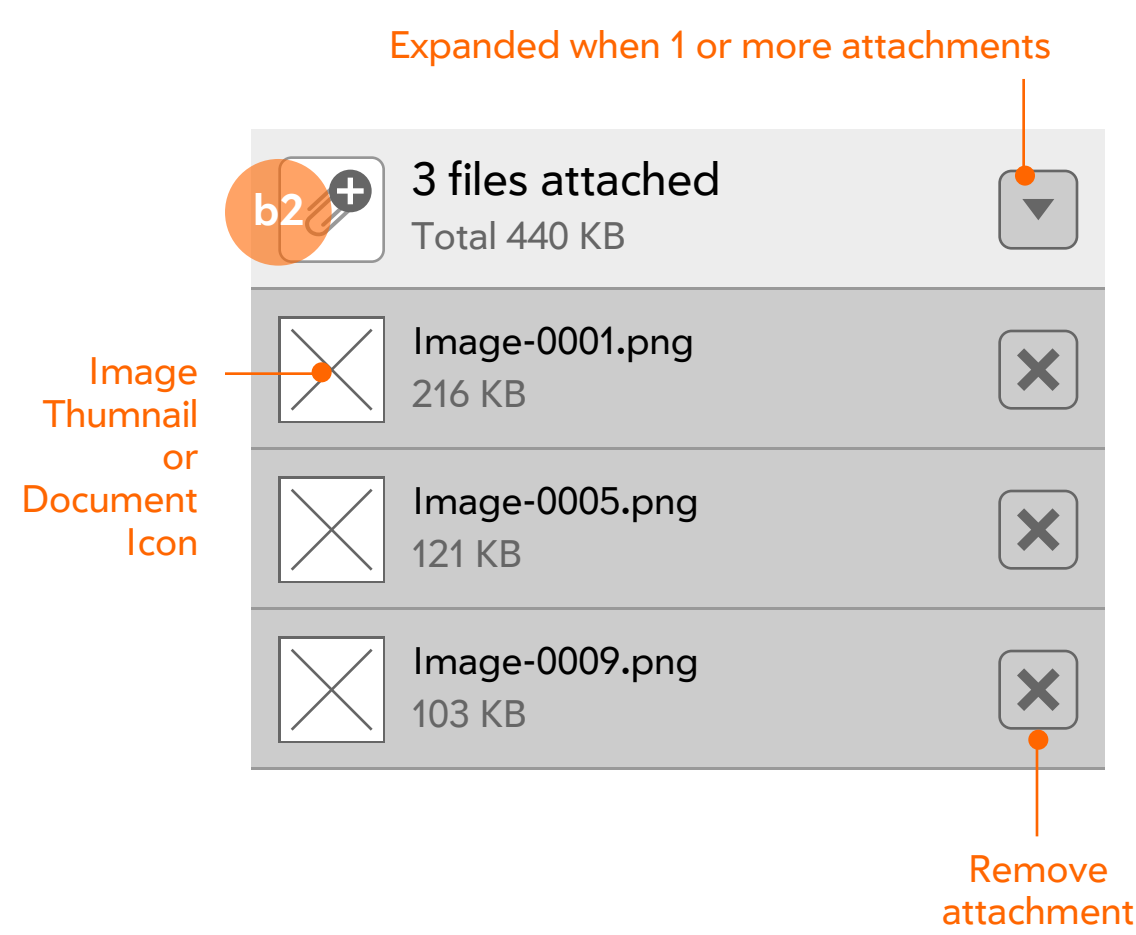 Expanded when 1 or more attachments
b2
3 files attached
Total 440 KB
Image-0001.png
216 KB
Image
Thumnail
or
Document
Icon
Image-0005.png
121 KB
Image-0009.png
103 KB
Remove
attachment